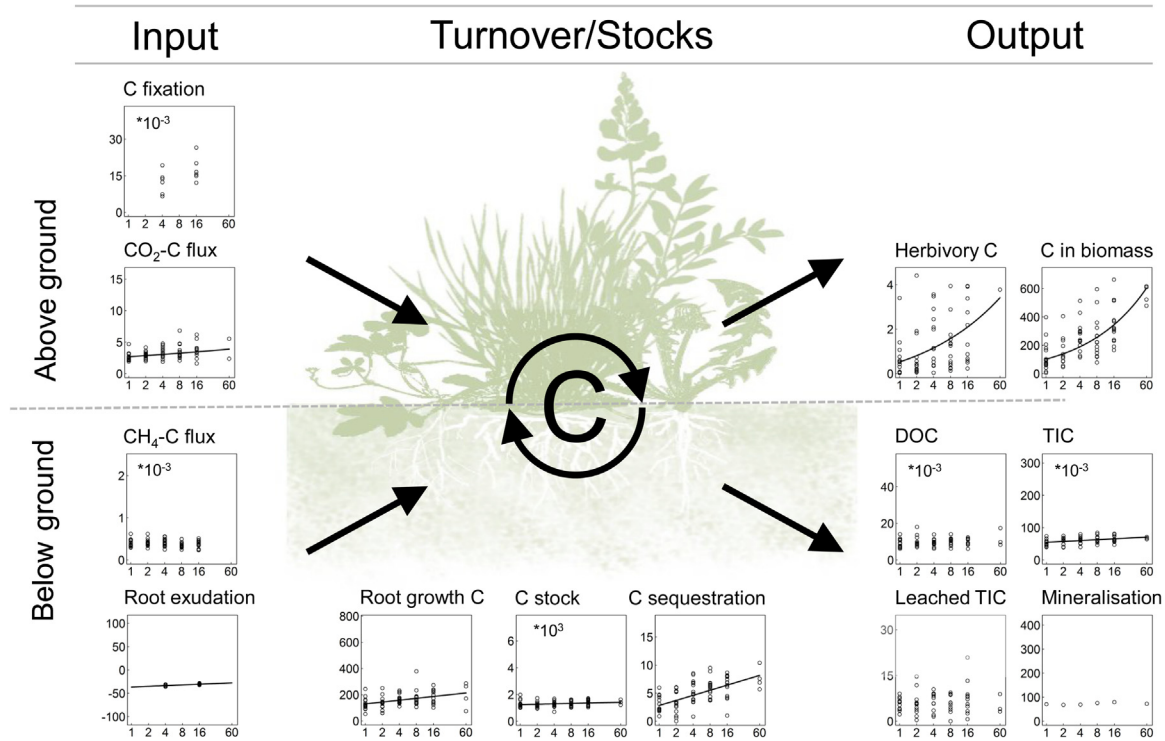 Input Turnover/Stocks Output
Above ground
Below ground
C fixation
*10-3
30
15
0
1 2 4 8 16 60
CO2-C flux
15
10
5
0
1 2 4 8 16 60
Herbivory C
4
2
0
1 2 4 8 16 60
C in biomass
600
400
200
0
1 2 4 8 16 60
C
CH4-C flux
*10-3
2
1
0
1 2 4 8 16 60
DOC
*10-3
40
20
0
1 2 4 8 16 60
TIC
*10-3
300
200
100
0
1 2 4 8 16 60
Root exudation
100
50
0
-50
-100
1 2 4 8 16 60
Root growth C
800
600
400
200
0
1 2 4 8 16 60
C stock
*103
6
4
2
0
1 2 4 8 16 60
C sequestration
15
10
5
0
1 2 4 8 16 60
Leached TIC
30
15
0
1 2 4 8 16 60
Mineralisation
400
300
200
100
0
1 2 4 8 16 60